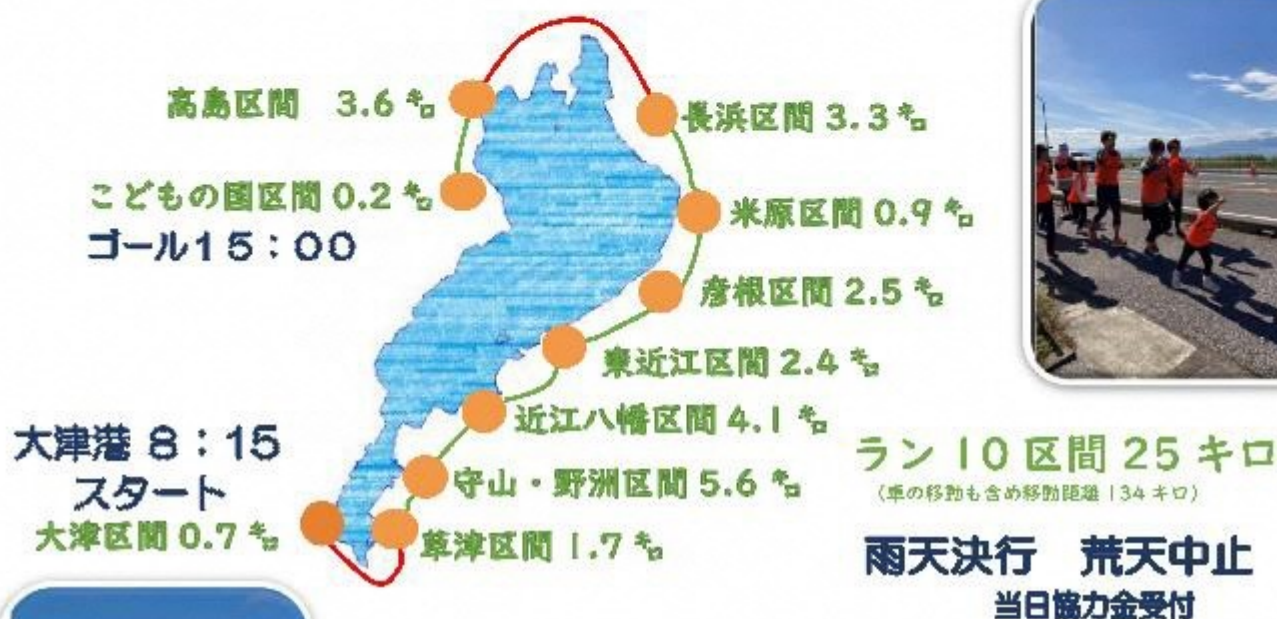 高島区間 3.6 ㌔
長浜区間 3.3 ㌔
こどもの国区間 0.2 ㌔
ゴール15：00
米原区間 0.9 ㌔
彦根区間 2.5 ㌔
東近江区間 2.4 ㌔
近江八幡区間 4.1 ㌔
大津港 8：15
スタート
大津区間 0.7 ㌔
守山・野洲区間 5.6 ㌔
草津区間 1.7 ㌔
ラン 10 区間 25 キロ
（車の移動も含め移動距離 134 キロ）
雨天決行　荒天中止
当日協力金受付